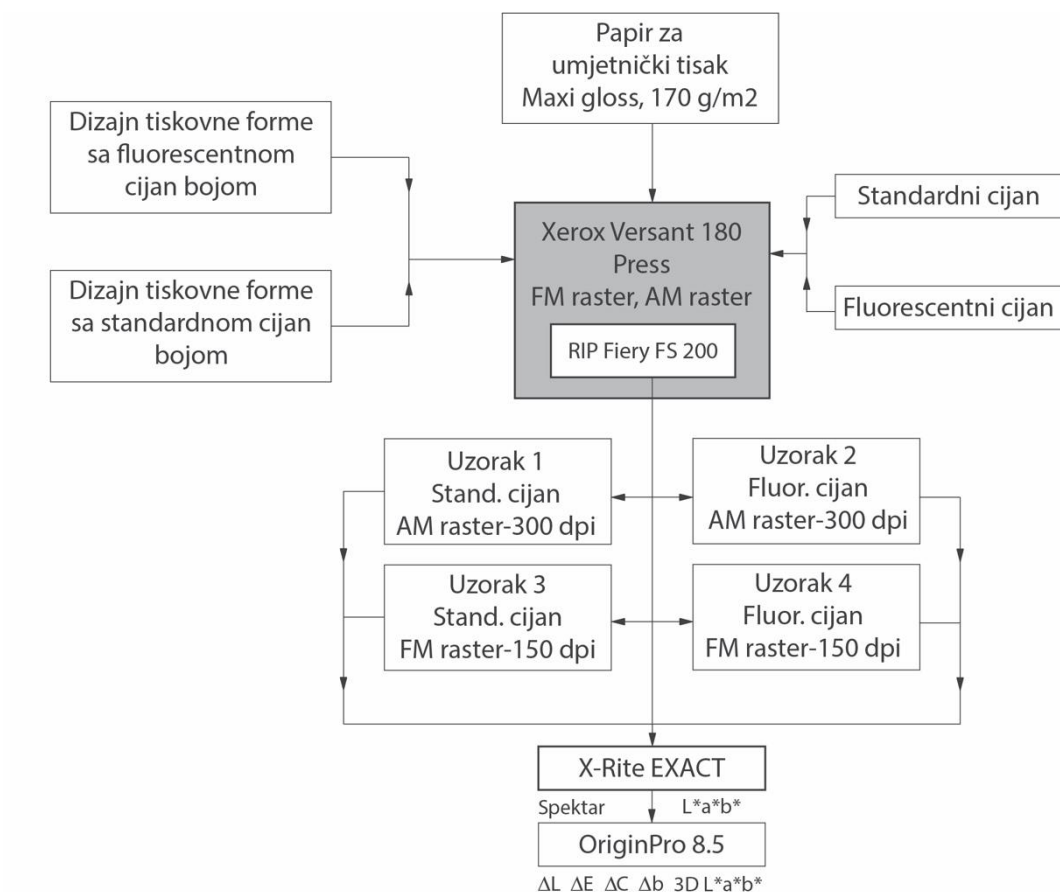 Papir za
umjetnički tisak
Maxi gloss, 170 g/m2
Dizajn tiskovne forme
sa fluorescentnom
cijan bojom
Dizajn tiskovne forme
sa standardnom cijan
bojom
Xerox Versant 180
Press
FM raster, AM raster
RIP Fiery FS 200
Standardni cijan
Fluorescentni cijan
Uzorak 1
Stand. cijan
AM raster-300 dpi
Uzorak 2
Fluor. cijan
AM raster-300 dpi
Uzorak 3
Stand. cijan
FM raster-150 dpi
Uzorak 4
Fluor. cijan
FM raster-150 dpi
X-Rite EXACT
Spektar L*a*b*
OriginPro 8.5
ΔL ΔE ΔC Δb 3D L*a*b*